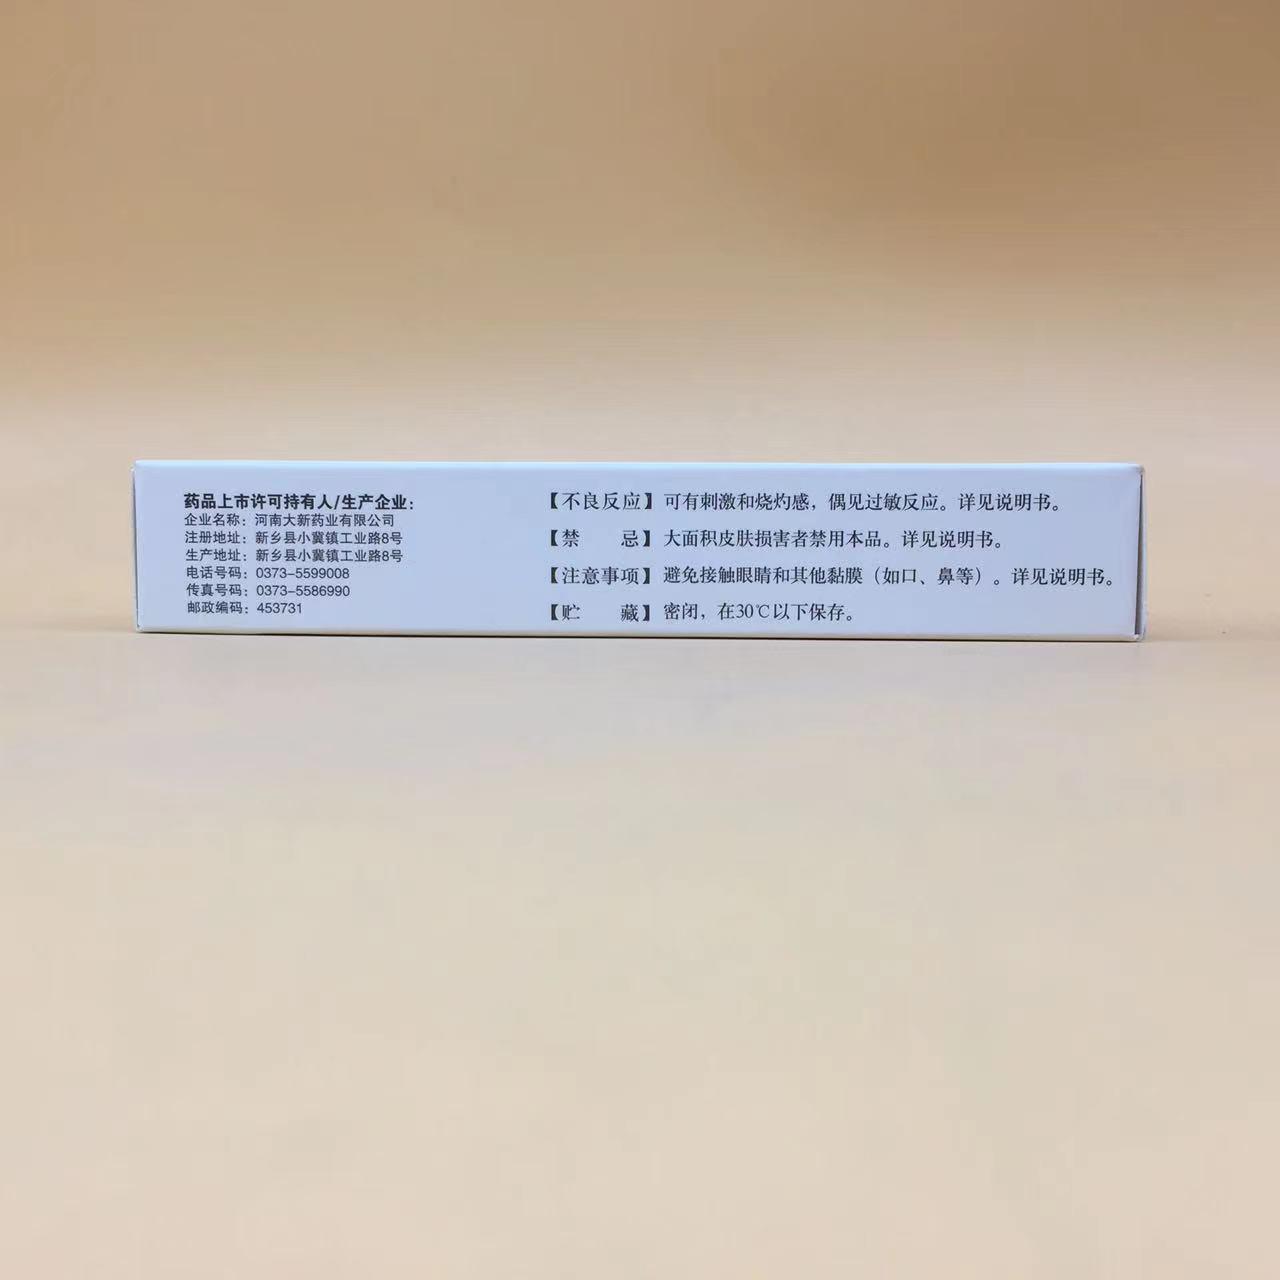 药品上市许可持有人/生产企业:
企业名称：河南大新药业有限公司
注册地址：新乡县小冀镇工业路8号
生产地址：新乡县小冀镇工业路8号
电话号码：0373-5599008
传真号码：0373-5586990
邮政编码：453731
【不良反应】可有刺激和烧灼感，偶见过敏反应。详见说明书。
【禁　　忌】大面积皮肤损害者禁用本品。详见说明书。
【注意事项】避免接触眼睛和其他黏膜（如口、鼻等）。详见说明书。
【贮　　藏】密闭，在30℃以下保存。